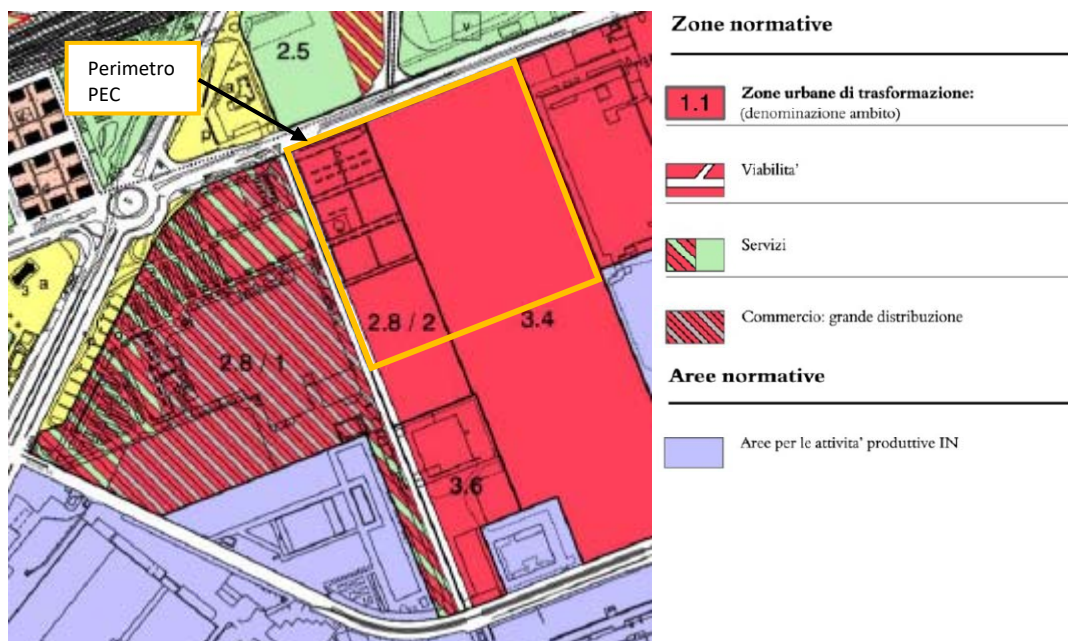 Perimetro
PEC
2.5
v
a
p
3
a
2.8 / 2
3.4
2.8 / 1
3.6
Zone normative
1.1
Zone urbane di trasformazione:
(denominazione ambito)
Viabilita'
Servizi
Commercio: grande distribuzione
Aree normative
Aree per le attivita' produttive IN